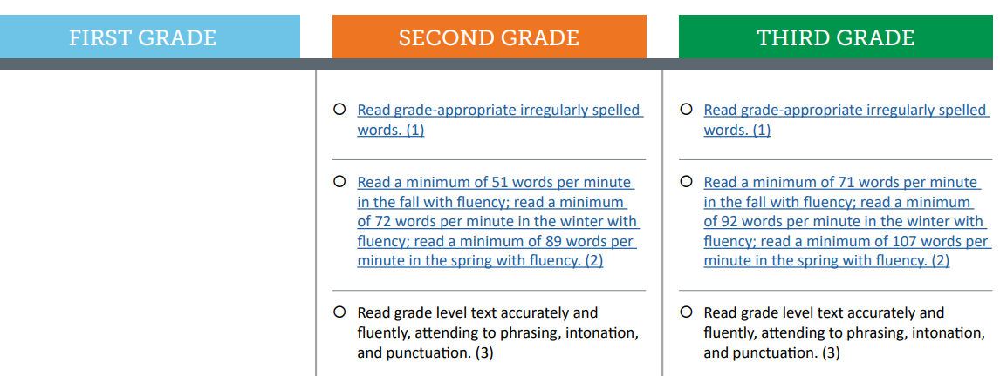 FIRST GRADE
SECOND GRADE
THIRD GRADE
Read grade-appropriate irregularly spelled
words. (1)
Read a minimum of 51 words per minute
in the fall with fluency; read a minimum
of 72 words per minute in the winter with
fluency; read a minimum of 89 words per
minute in the spring with fluency. (2)
Read grade level text accurately and
fluently, attending to phrasing, intonation,
and punctuation. (3)
Read grade-appropriate irregularly spelled
words. (1)
Read a minimum of 71 words per minute
in the fall with fluency; read a minimum
of 92 words per minute in the winter with
fluency; read a minimum of 107 words per
minute in the spring with fluency. (2)
Read grade level text accurately and
fluently, attending to phrasing, intonation,
and punctuation. (3)